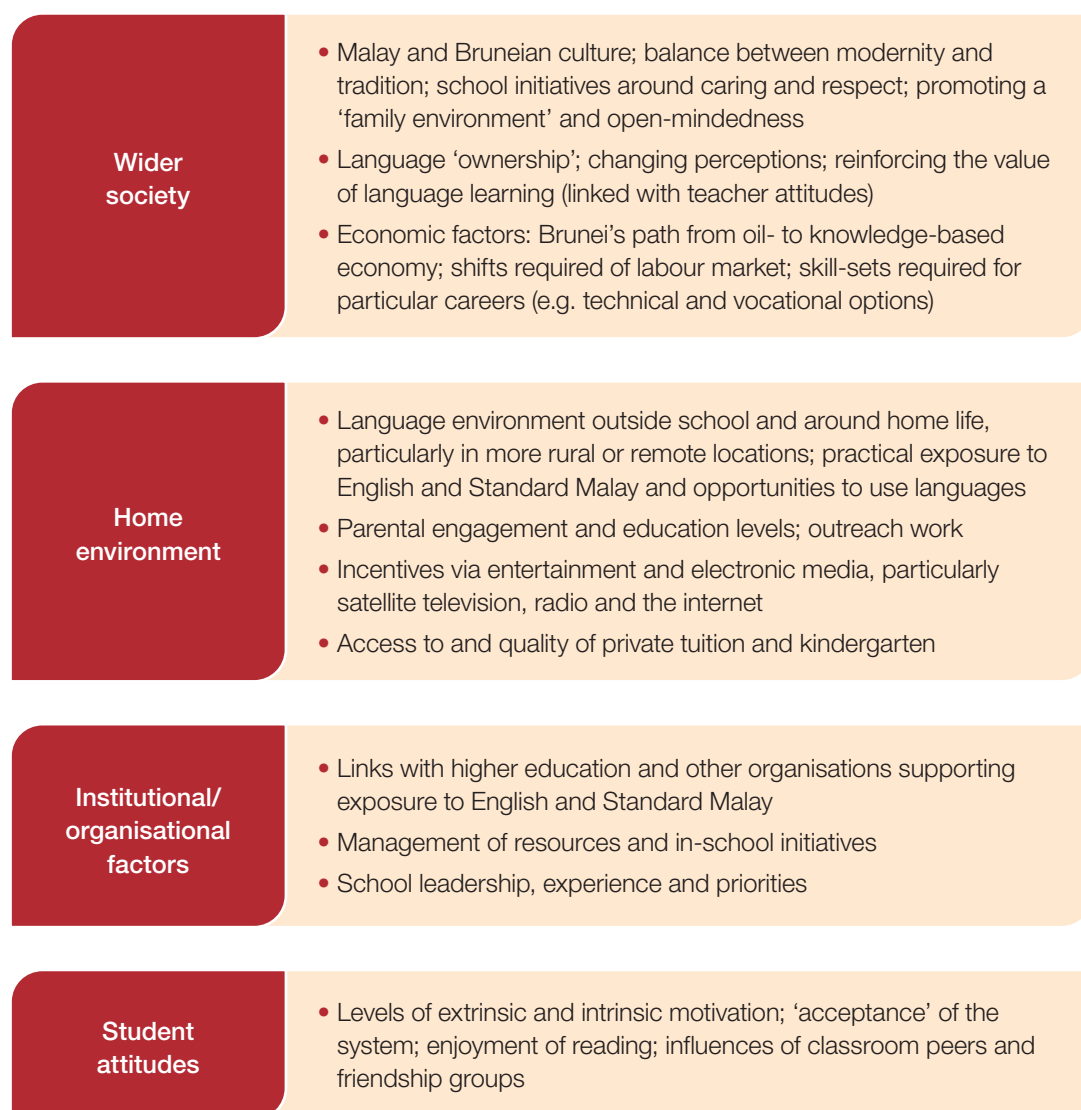 Wider
society
• Malay and Bruneian culture; balance between modernity and
tradition; school initiatives around caring and respect; promoting a
‘family environment’ and open-mindedness
• Language ‘ownership’; changing perceptions; reinforcing the value
of language learning (linked with teacher attitudes)
• Economic factors: Brunei’s path from oil- to knowledge-based
economy; shifts required of labour market; skill-sets required for
particular careers (e.g. technical and vocational options)
Home
environment
• Language environment outside school and around home life,
particularly in more rural or remote locations; practical exposure to
English and Standard Malay and opportunities to use languages
• Parental engagement and education levels; outreach work
• Incentives via entertainment and electronic media, particularly
satellite television, radio and the internet
• Access to and quality of private tuition and kindergarten
Institutional/
organisational
factors
• Links with higher education and other organisations supporting
exposure to English and Standard Malay
• Management of resources and in-school initiatives
• School leadership, experience and priorities
Student
attitudes
• Levels of extrinsic and intrinsic motivation; ‘acceptance’ of the
system; enjoyment of reading; influences of classroom peers and
friendship groups